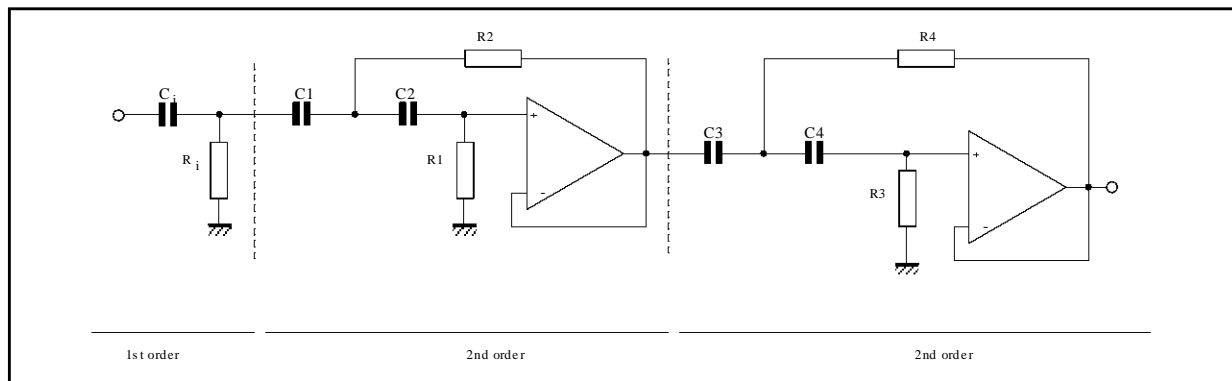 R2
R4
C i
C1
C2
C3
C4
R i
R1
R3
+
-
+
-
1st order
2nd order
2nd order